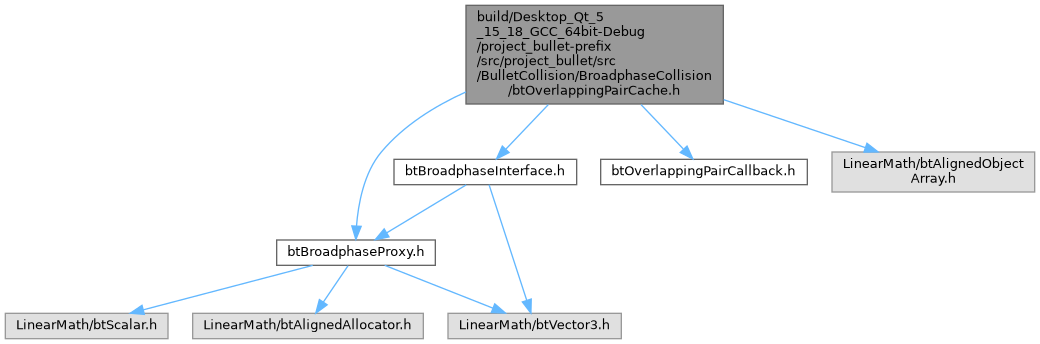 build/Desktop_Qt_5
_15_18_GCC_64bit-Debug
/project_bullet-prefix
/src/project_bullet/src
/BulletCollision/BroadphaseCollision
/btOverlappingPairCache.h
btBroadphaseInterface.h
btOverlappingPairCallback.h
LinearMath/btAlignedObject
Array.h
btBroadphaseProxy.h
LinearMath/btScalar.h
LinearMath/btAlignedAllocator.h
LinearMath/btVector3.h